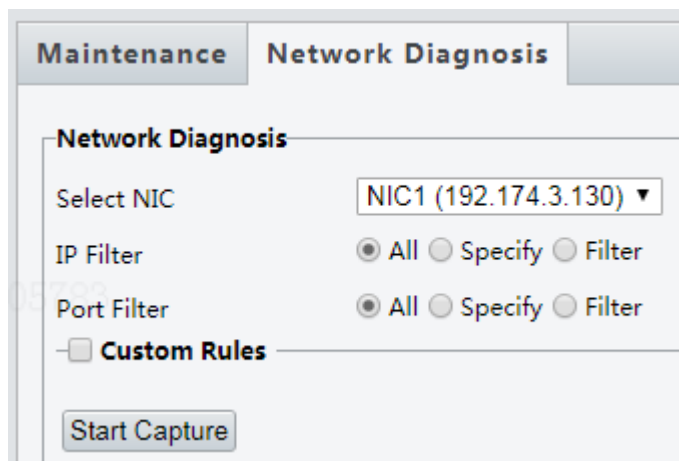 Maintenance Network Diagnosis
Network Diagnosis
Select NIC NIC1 (192.174.3.130)
IP Filter All Specify Filter
05783
Port Filter All Specify Filter
Custom Rules
Start Capture